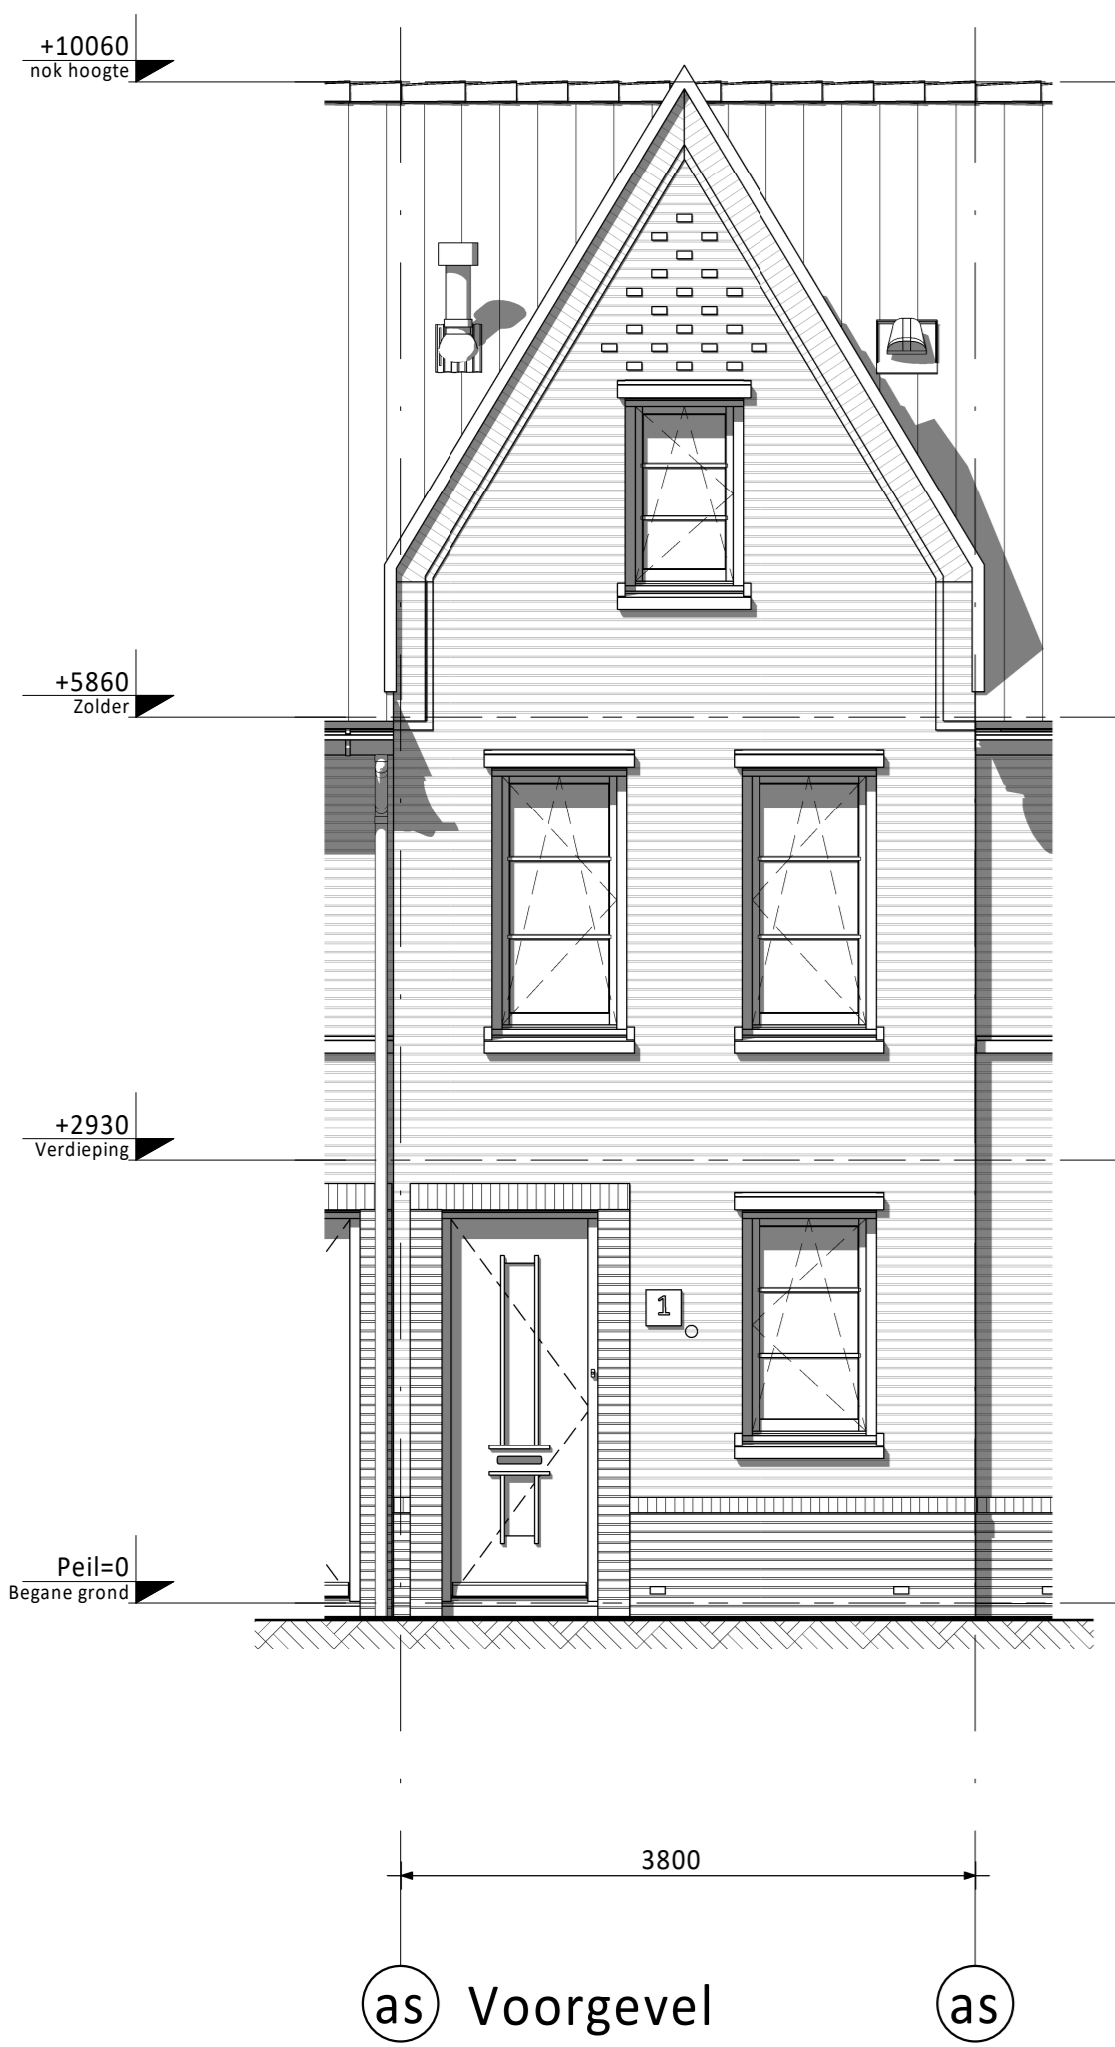 +10060
nok hoogte
+5860
Zolder
+2930
Verdieping
1
Peil=0
Begane grond
3800
as Voorgevel as